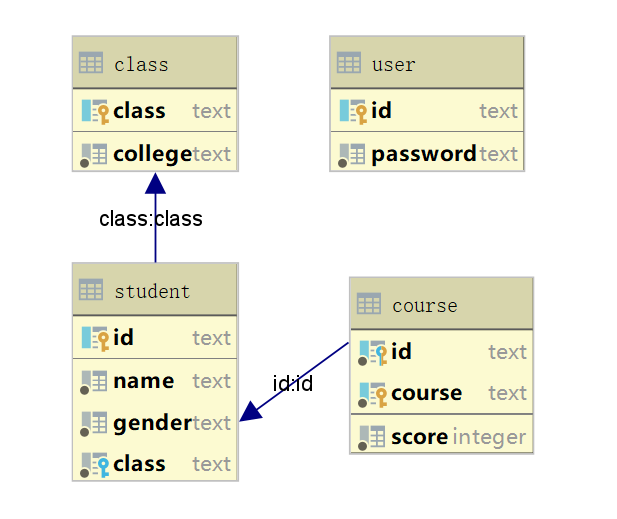 class
class text
college text
user
id text
password text
class:class
student
id text
name text
gender text
class text
course
id text
course text
score integer
id:id